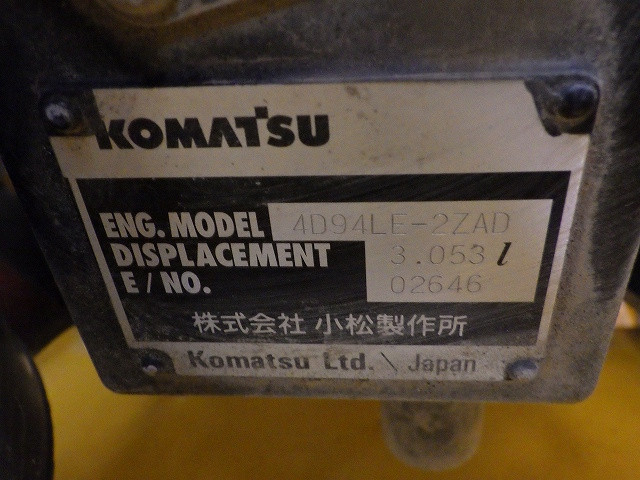 KOMATSU
ENG. MODEL 4D94LE-2ZAD
DISPLACEMENT 3.053 l
E / NO. 02646
株式会社 小松製作所
Komatsu Ltd. \ Japan